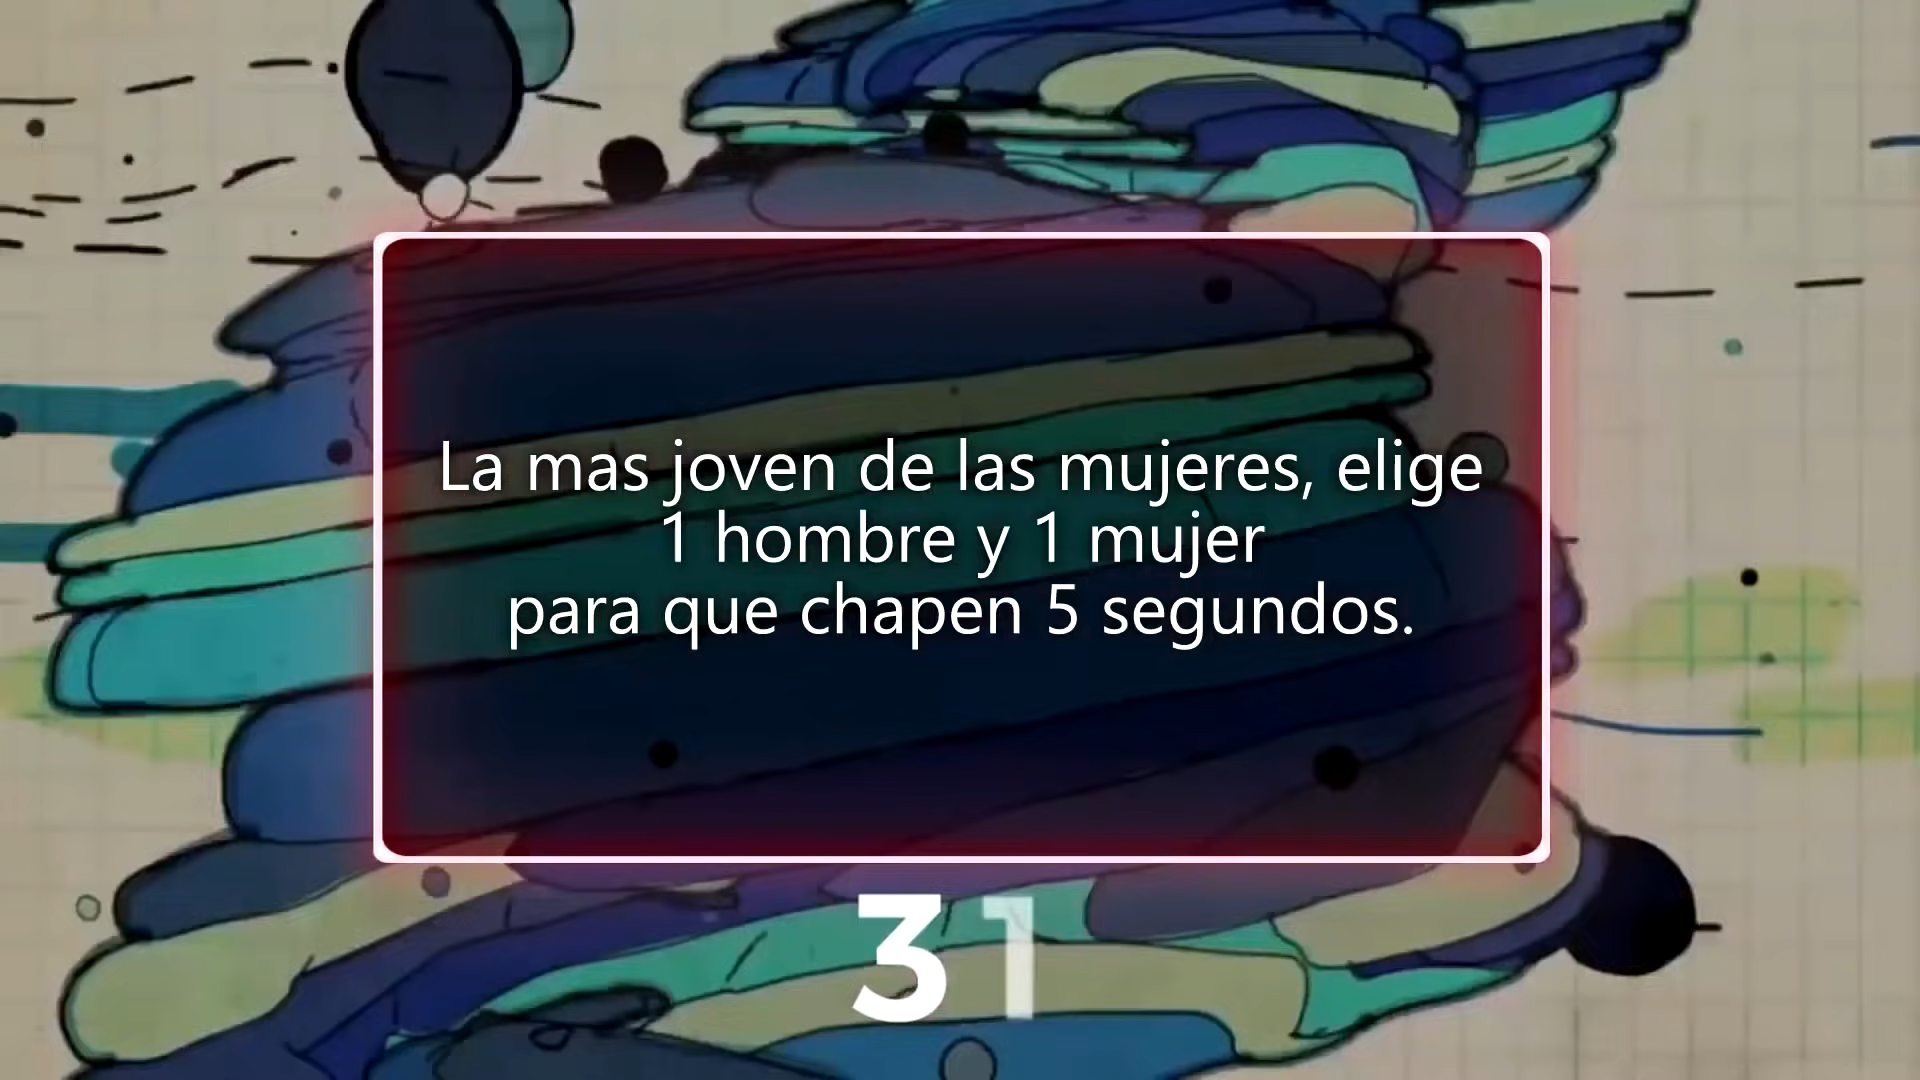 La mas joven de las mujeres, elige
1 hombre y 1 mujer
para que chapen 5 segundos.
31